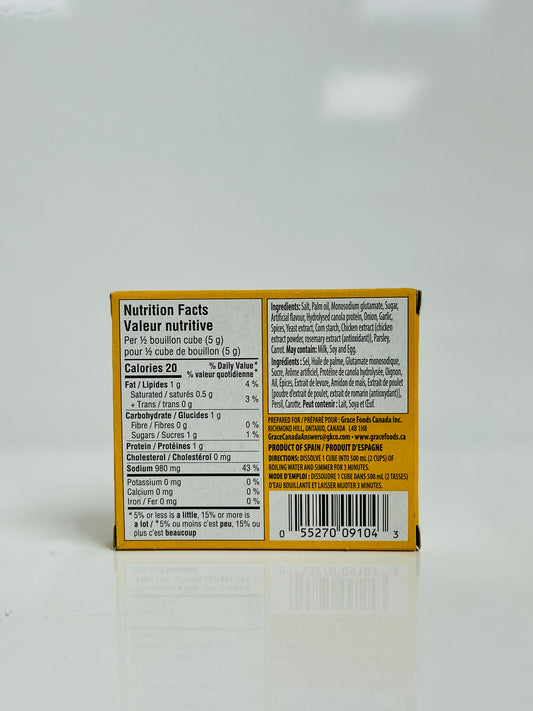 Nutrition Facts
Valeur nutritive
Per ½ bouillon cube (5 g)
pour ½ cube de bouillon (5 g)
Calories 20
% Daily Value*
% valeur quotidienne*
Fat / Lipides 1 g 4 %
Saturated / saturés 0.5 g
+ Trans / trans 0 g 3 %
Carbohydrate / Glucides 1 g
Fibre / Fibres 0 g 0 %
Sugars / Sucres 1 g 1 %
Protein / Protéines 1 g
Cholesterol / Cholestérol 0 mg
Sodium 980 mg 43 %
Potassium 0 mg 0 %
Calcium 0 mg 0 %
Iron / Fer 0 mg 0 %
* 5% or less is a little, 15% or more is
a lot / *5% ou moins c'est peu, 15% ou
plus c'est beaucoup
Ingredients: Salt, Palm oil, Monosodium glutamate, Sugar,
Artificial flavour, Hydrolysed canola protein, Onion, Garlic,
Spices, Yeast extract, Corn starch, Chicken extract (chicken
extract powder, rosemary extract (antioxidant)), Parsley,
Carrot. May contain: Milk, Soy and Egg.
Ingrédients : Sel, Huile de palme, Glutamate monosodique,
Sucre, Arôme artificiel, Protéine de canola hydrolysée, Oignon,
Ail, Épices, Extrait de levure, Amidon de maïs, Extrait de poulet
(poudre d'extrait de poulet, extrait de romarin (antioxydant)),
Persil, Carotte. Peut contenir : Lait, Soya et Œuf.
PREPARED FOR / PRÉPARÉ POUR : Grace Foods Canada Inc.
RICHMOND HILL, ONTARIO, CANADA L4B 1H8
GraceCanadaAnswers@gkco.com • www.gracefoods.ca
PRODUCT OF SPAIN / PRODUIT D'ESPAGNE
DIRECTIONS: DISSOLVE 1 CUBE INTO 500 mL (2 CUPS) OF
BOILING WATER AND SIMMER FOR 3 MINUTES.
MODE D'EMPLOI : DISSOUDRE 1 CUBE DANS 500 mL (2 TASSES)
D'EAU BOUILLANTE ET LAISSER MIJOTER 3 MINUTES.
0 55270 09104 3